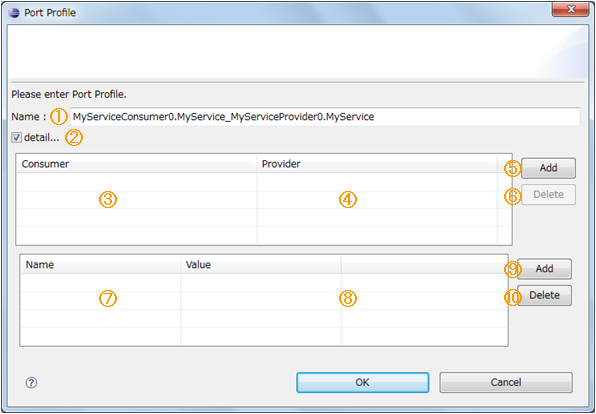 Port Profile
Please enter Port Profile.
Name : ① MyServiceConsumer0.MyService_MyServiceProvider0.MyService
detail... ②
Consumer Provider
⑤ Add
③ ④
⑥ Delete
Name Value
⑨ Add
⑦ ⑧
⑩ Delete
? OK Cancel